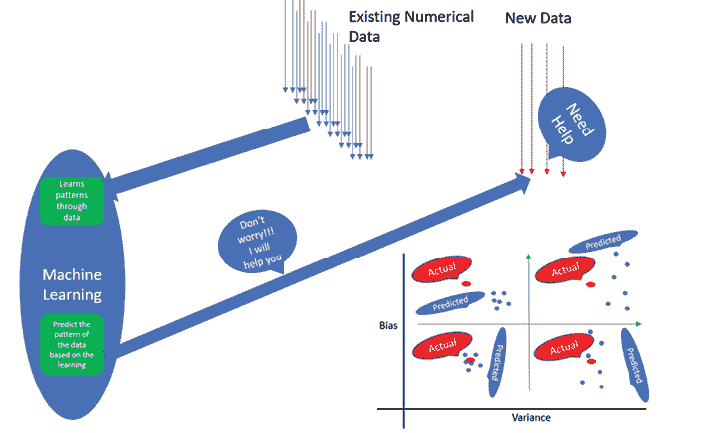 Existing Numerical
Data
New Data
Need
Help
Learns
patterns
through
data
Don't
worry!!!
I will
help you
Machine
Learning
Predict the
pattern of
the data
based on the
learning
Actual
Predicted
Predicted
Actual
Bias
Actual
Predicted
Actual
Predicted
Variance